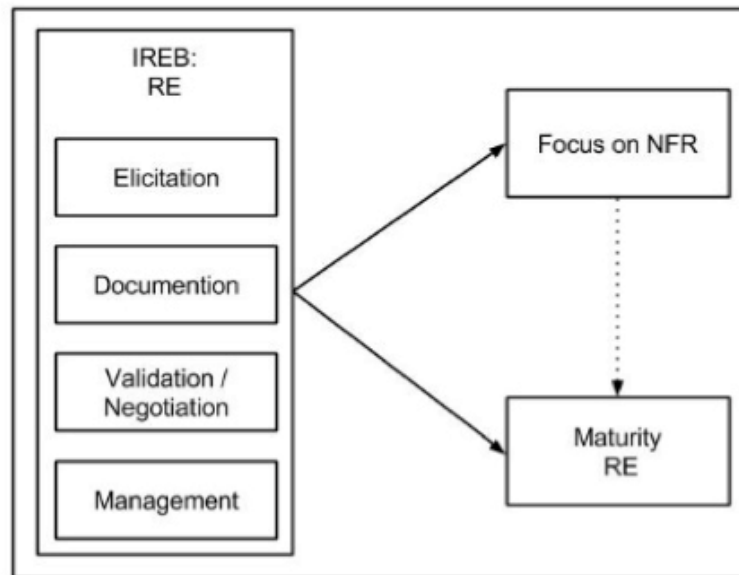 IREB:
RE
Elicitation
Documention
Validation /
Negotiation
Management
Focus on NFR
Maturity
RE